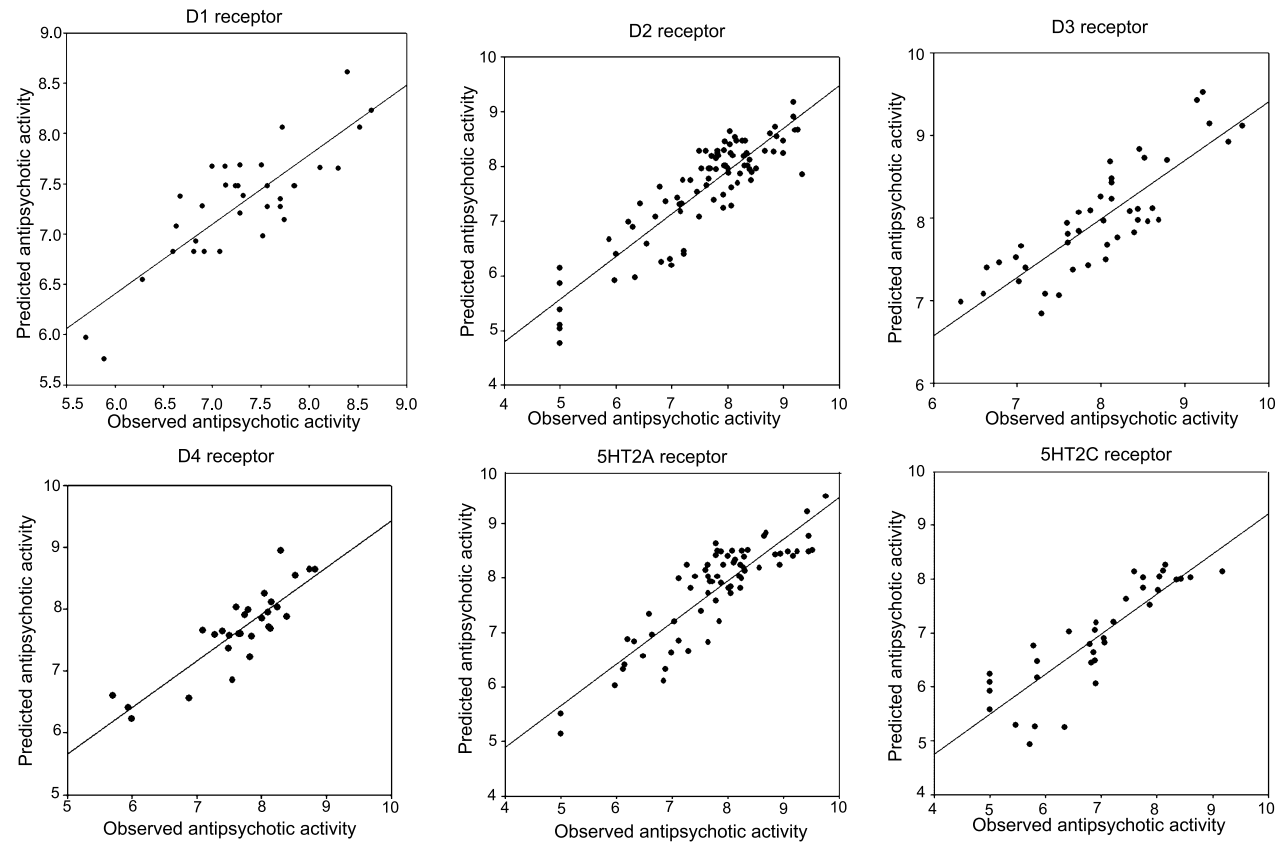 D1 receptor
Predicted antipsychotic activity
9.0
8.5
8.0
7.5
7.0
6.5
6.0
5.5
5.5 6.0 6.5 7.0 7.5 8.0 8.5 9.0
Observed antipsychotic activity
D2 receptor
Predicted antipsychotic activity
10
9
8
7
6
5
4
4 5 6 7 8 9 10
Observed antipsychotic activity
D3 receptor
Predicted antipsychotic activity
10
9
8
7
6
6 7 8 9 10
Observed antipsychotic activity
D4 receptor
Predicted antipsychotic activity
10
9
8
7
6
5
5 6 7 8 9 10
Observed antipsychotic activity
5HT2A receptor
Predicted antipsychotic activity
10
9
8
7
6
5
4
4 5 6 7 8 9 10
Observed antipsychotic activity
5HT2C receptor
Predicted antipsychotic activity
10
9
8
7
6
5
4
4 5 6 7 8 9 10
Observed antipsychotic activity